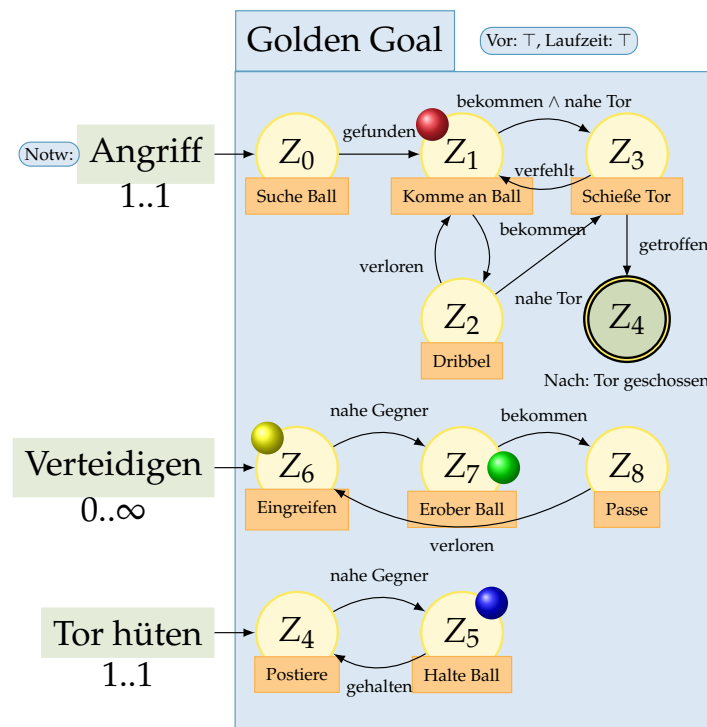 Golden Goal
Vor: ⊤, Laufzeit: ⊤
Notw:
Angriff
1..1
Z0
Suche Ball
gefunden
Z1
Komme an Ball
bekommen ∧ nahe Tor
verfehlt
Z3
Schieße Tor
verloren
bekommen
nahe Tor
getroffen
Z2
Dribbel
Z4
Nach: Tor geschossen
Verteidigen
0..∞
Z6
Eingreifen
nahe Gegner
Z7
Erober Ball
bekommen
Z8
Passe
verloren
Tor hüten
1..1
Z4
Postiere
nahe Gegner
Z5
Halte Ball
gehalten